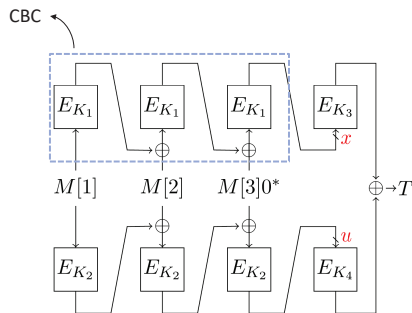 CBC
E_{K_1} E_{K_1} E_{K_1} E_{K_3}
x
M[1] M[2] M[3]0* T
u
E_{K_2} E_{K_2} E_{K_2} E_{K_4}